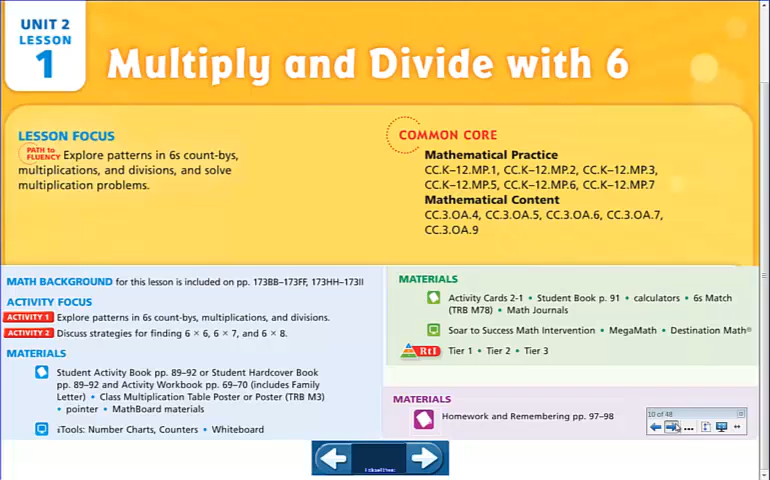 UNIT 2
LESSON
1
Multiply and Divide with 6
LESSON FOCUS
PATH to
FLUENCY Explore patterns in 6s count-bys,
multiplications, and divisions, and solve
multiplication problems.
COMMON CORE
Mathematical Practice
CC.K–12.MP.1, CC.K–12.MP.2, CC.K–12.MP.3,
CC.K–12.MP.5, CC.K–12.MP.6, CC.K–12.MP.7
Mathematical Content
CC.3.OA.4, CC.3.OA.5, CC.3.OA.6, CC.3.OA.7,
CC.3.OA.9
MATH BACKGROUND for this lesson is included on pp. 173BB–173FF, 173HH–173II
ACTIVITY FOCUS
ACTIVITY 1 Explore patterns in 6s count-bys, multiplications, and divisions.
ACTIVITY 2 Discuss strategies for finding 6 × 6, 6 × 7, and 6 × 8.
MATERIALS
Student Activity Book pp. 89–92 or Student Hardcover Book
pp. 89–92 and Activity Workbook pp. 69–70 (includes Family
Letter) • Class Multiplication Table Poster or Poster (TRB M3)
• pointer • MathBoard materials
iTools: Number Charts, Counters • Whiteboard
MATERIALS
Activity Cards 2-1 • Student Book p. 91 • calculators • 6s Match
(TRB M78) • Math Journals
Soar to Success Math Intervention • MegaMath • Destination Math®
RtI Tier 1 • Tier 2 • Tier 3
MATERIALS
Homework and Remembering pp. 97–98
10 of 48